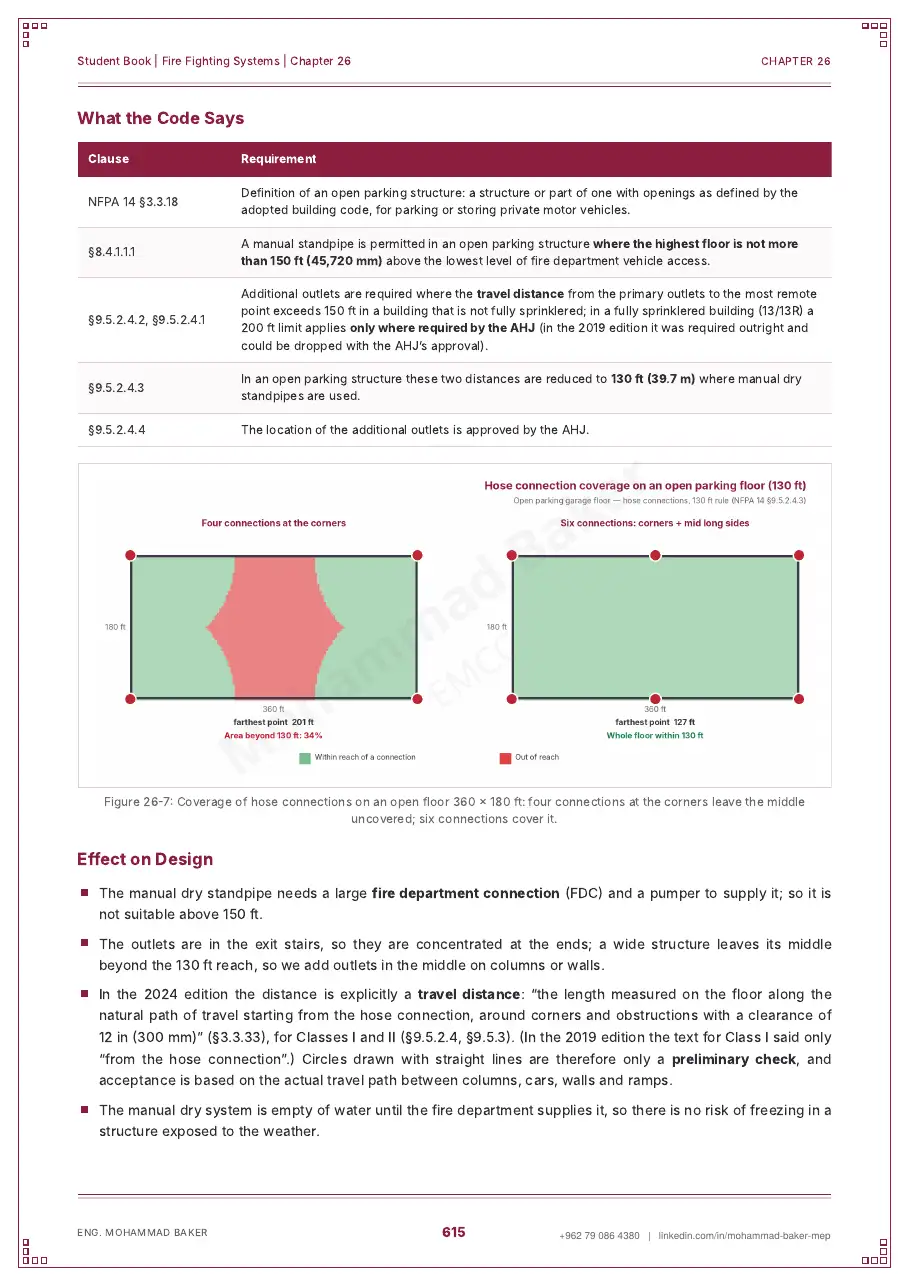 Student Book | Fire Fighting Systems | Chapter 26
CHAPTER 26
What the Code Says
Clause
Requirement
NFPA 14 §3.3.18
Definition of an open parking structure: a structure or part of one with openings as defined by the
adopted building code, for parking or storing private motor vehicles.
§8.4.1.1.1
A manual standpipe is permitted in an open parking structure where the highest floor is not more
than 150 ft (45,720 mm) above the lowest level of fire department vehicle access.
§9.5.2.4.2, §9.5.2.4.1
Additional outlets are required where the travel distance from the primary outlets to the most remote
point exceeds 150 ft in a building that is not fully sprinklered; in a fully sprinklered building (13/13R) a
200 ft limit applies only where required by the AHJ (in the 2019 edition it was required outright and
could be dropped with the AHJ's approval).
§9.5.2.4.3
In an open parking structure these two distances are reduced to 130 ft (39.7 m) where manual dry
standpipes are used.
§9.5.2.4.4
The location of the additional outlets is approved by the AHJ.
Hose connection coverage on an open parking floor (130 ft)
Open parking garage floor — hose connections, 130 ft rule (NFPA 14 §9.5.2.4.3)
Four connections at the corners
Six connections: corners + mid long sides
180 ft
180 ft
360 ft
360 ft
farthest point 201 ft
farthest point 127 ft
Area beyond 130 ft: 34%
Whole floor within 130 ft
Within reach of a connection
Out of reach
Mohammad Baker
Figure 26-7: Coverage of hose connections on an open floor 360 × 180 ft: four connections at the corners leave the middle
uncovered; six connections cover it.
Effect on Design
The manual dry standpipe needs a large fire department connection (FDC) and a pumper to supply it; so it is
not suitable above 150 ft.
The outlets are in the exit stairs, so they are concentrated at the ends; a wide structure leaves its middle
beyond the 130 ft reach, so we add outlets in the middle on columns or walls.
In the 2024 edition the distance is explicitly a travel distance: "the length measured on the floor along the
natural path of travel starting from the hose connection, around corners and obstructions with a clearance of
12 in (300 mm)" (§3.3.33), for Classes I and II (§9.5.2.4, §9.5.3). (In the 2019 edition the text for Class I said only
"from the hose connection".) Circles drawn with straight lines are therefore only a preliminary check, and
acceptance is based on the actual travel path between columns, cars, walls and ramps.
The manual dry system is empty of water until the fire department supplies it, so there is no risk of freezing in a
structure exposed to the weather.
ENG. MOHAMMAD BAKER
615
+962 79 086 4380 | linkedin.com/in/mohammad-baker-mep